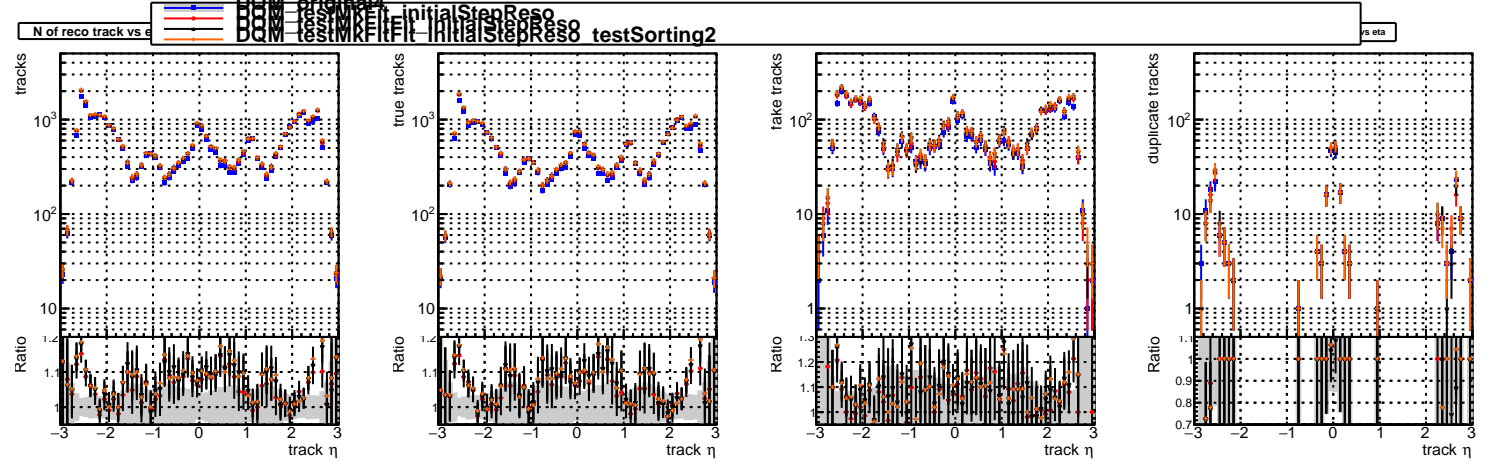 DQM_original4
DQM_testMkFit_initialStepReso
DQM_testMkFitFit_initialStepReso
DQM_testMkFitFit_initialStepReso_testSorting2
N of reco track vs e
vs eta
tracks
10³
10²
10
Ratio
1.2
1.1
1
−3 −2 −1 0 1 2 3
track η
true tracks
10³
10²
10
Ratio
1.2
1.1
1
−3 −2 −1 0 1 2 3
track η
fake tracks
10²
10
1
Ratio
1.3
1.2
1.1
1
−3 −2 −1 0 1 2 3
track η
duplicate tracks
10²
10
1
Ratio
1.1
1
0.9
0.8
0.7
−3 −2 −1 0 1 2 3
track η